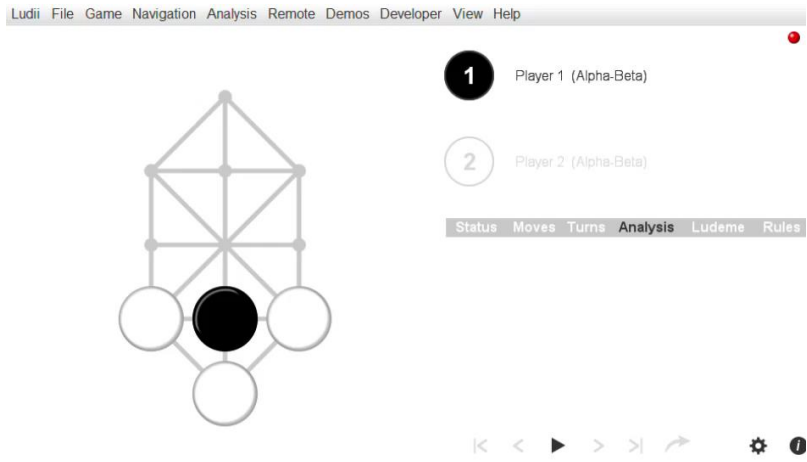 Ludii File Game Navigation Analysis Remote Demos Developer View Help
1 Player 1 (Alpha-Beta)
2 Player 2 (Alpha-Beta)
Status Moves Turns Analysis Ludeme Rules
i